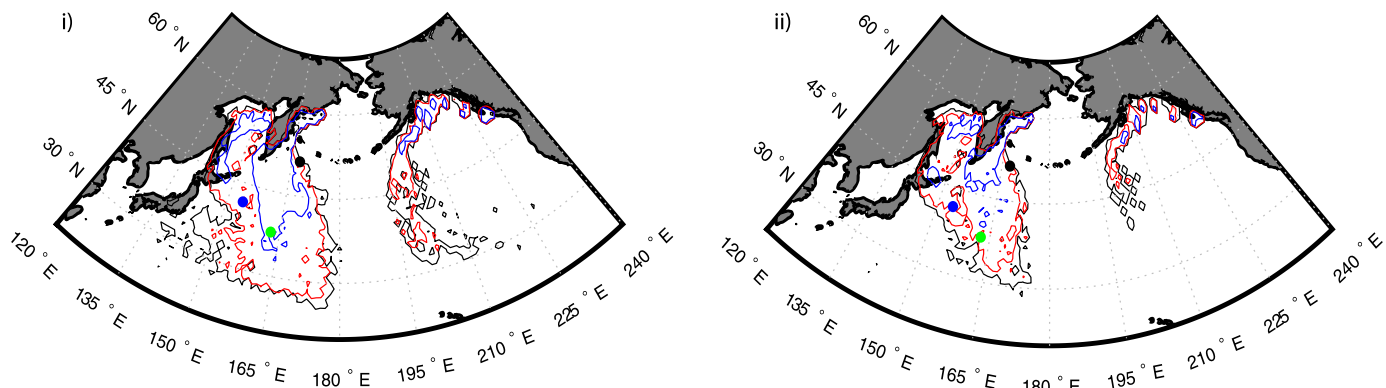 i)
60 ° N
45 ° N
30 ° N
120 ° E
135 ° E
150 ° E
165 ° E
180 ° E
195 ° E
210 ° E
225 ° E
240 ° E
ii)
60 ° N
45 ° N
30 ° N
120 ° E
135 ° E
150 ° E
165 ° E
180 ° E
195 ° E
210 ° E
225 ° E
240 ° E